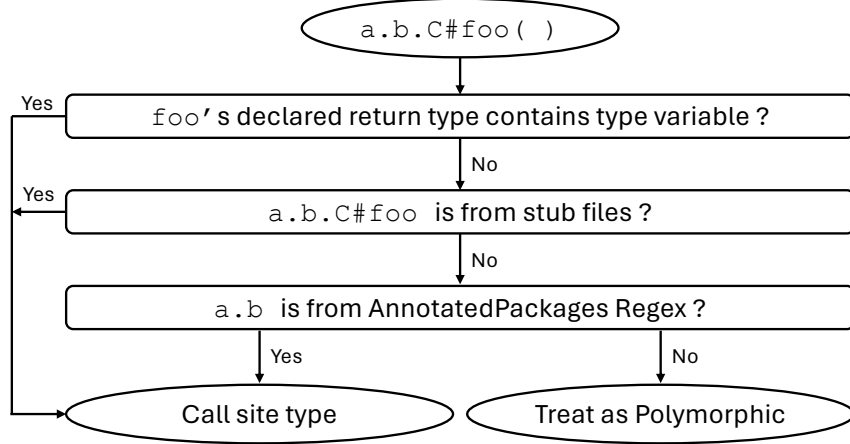 a.b.C#foo( )
Yes
foo’s declared return type contains type variable ?
No
Yes
a.b.C#foo is from stub files ?
No
a.b is from AnnotatedPackages Regex ?
Yes
No
Call site type
Treat as Polymorphic